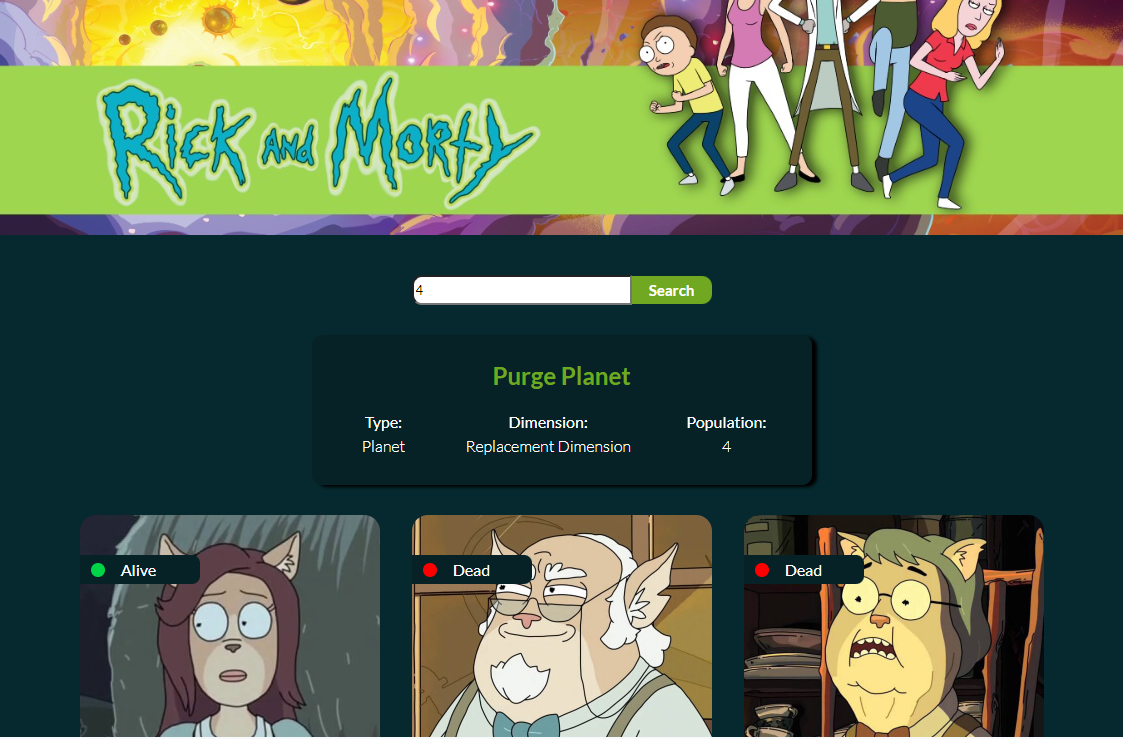 Rick and Morty
4
Search
Purge Planet
Type:
Dimension:
Population:
Planet
Replacement Dimension
4
Alive
Dead
Dead